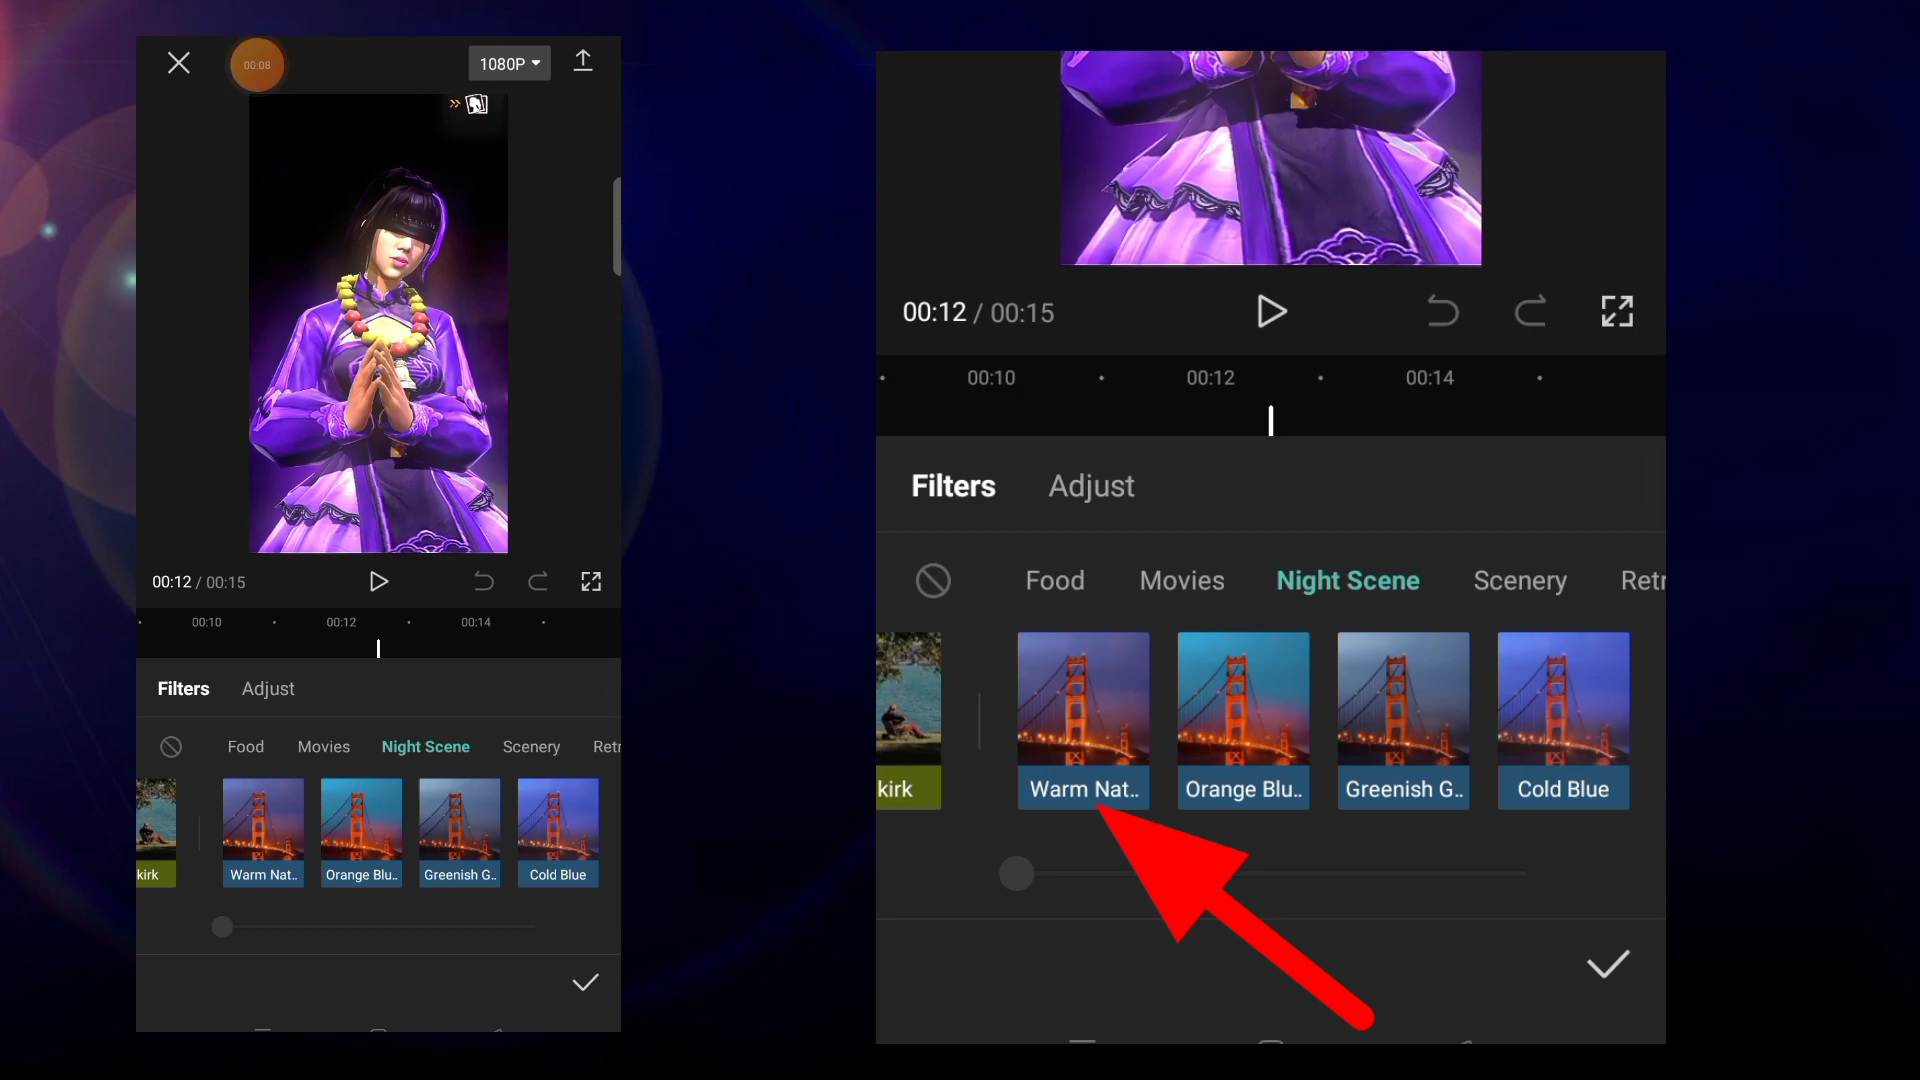 00:08
1080P
00:12 / 00:15
00:10 00:12 00:14
Filters Adjust
Food Movies Night Scene Scenery Retr
kirk Warm Nat.. Orange Blu.. Greenish G.. Cold Blue
00:12 / 00:15
00:10 00:12 00:14
Filters Adjust
Food Movies Night Scene Scenery Retr
kirk Warm Nat.. Orange Blu.. Greenish G.. Cold Blue